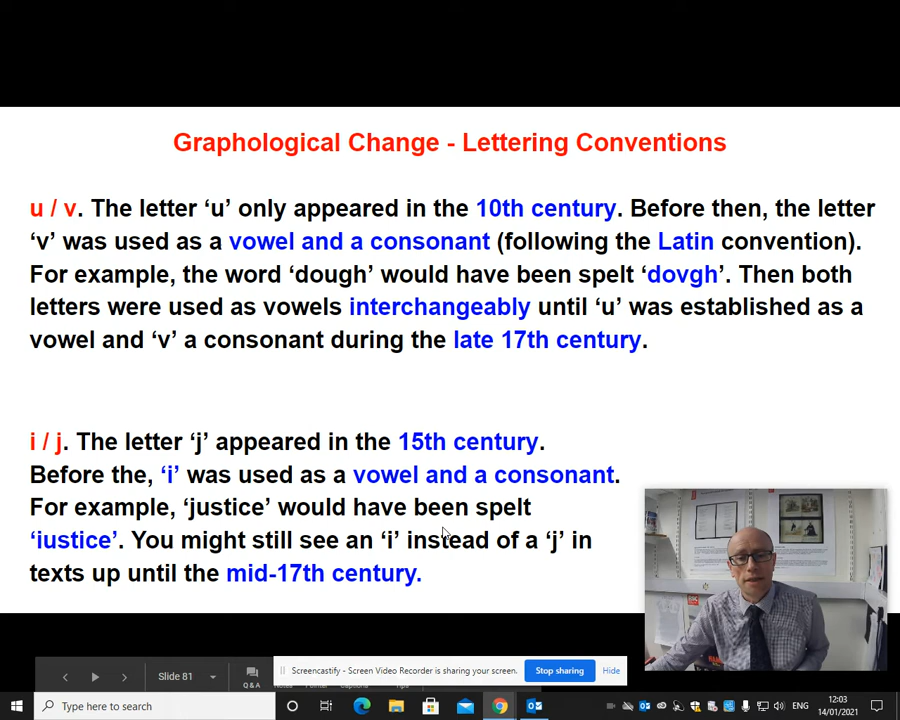 Graphological Change - Lettering Conventions
u / v. The letter ‘u’ only appeared in the 10th century. Before then, the letter
‘v’ was used as a vowel and a consonant (following the Latin convention).
For example, the word ‘dough’ would have been spelt ‘dovgh’. Then both
letters were used as vowels interchangeably until ‘u’ was established as a
vowel and ‘v’ a consonant during the late 17th century.
i / j. The letter ‘j’ appeared in the 15th century.
Before the, ‘i’ was used as a vowel and a consonant.
For example, ‘justice’ would have been spelt
‘iustice’. You might still see an ‘i’ instead of a ‘j’ in
texts up until the mid-17th century.
Slide 81
Q & A
Screencastify - Screen Video Recorder is sharing your screen.
Stop sharing
Hide
Type here to search
ENG
12:03
14/01/2021